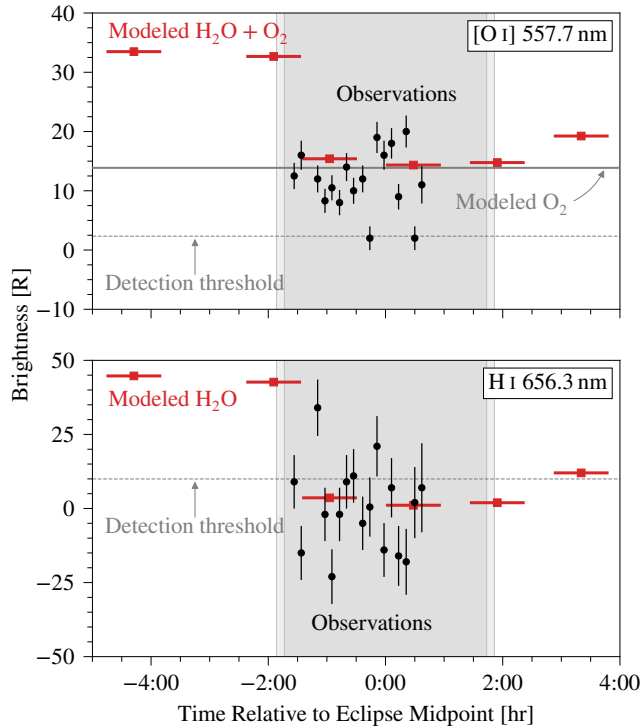 Brightness [R]
40
30
20
10
0
−10
Modeled H₂O + O₂
[O I] 557.7 nm
Observations
Modeled O₂
Detection threshold
50
25
0
−25
−50
Modeled H₂O
H I 656.3 nm
Detection threshold
Observations
−4:00
−2:00
0:00
2:00
4:00
Time Relative to Eclipse Midpoint [hr]